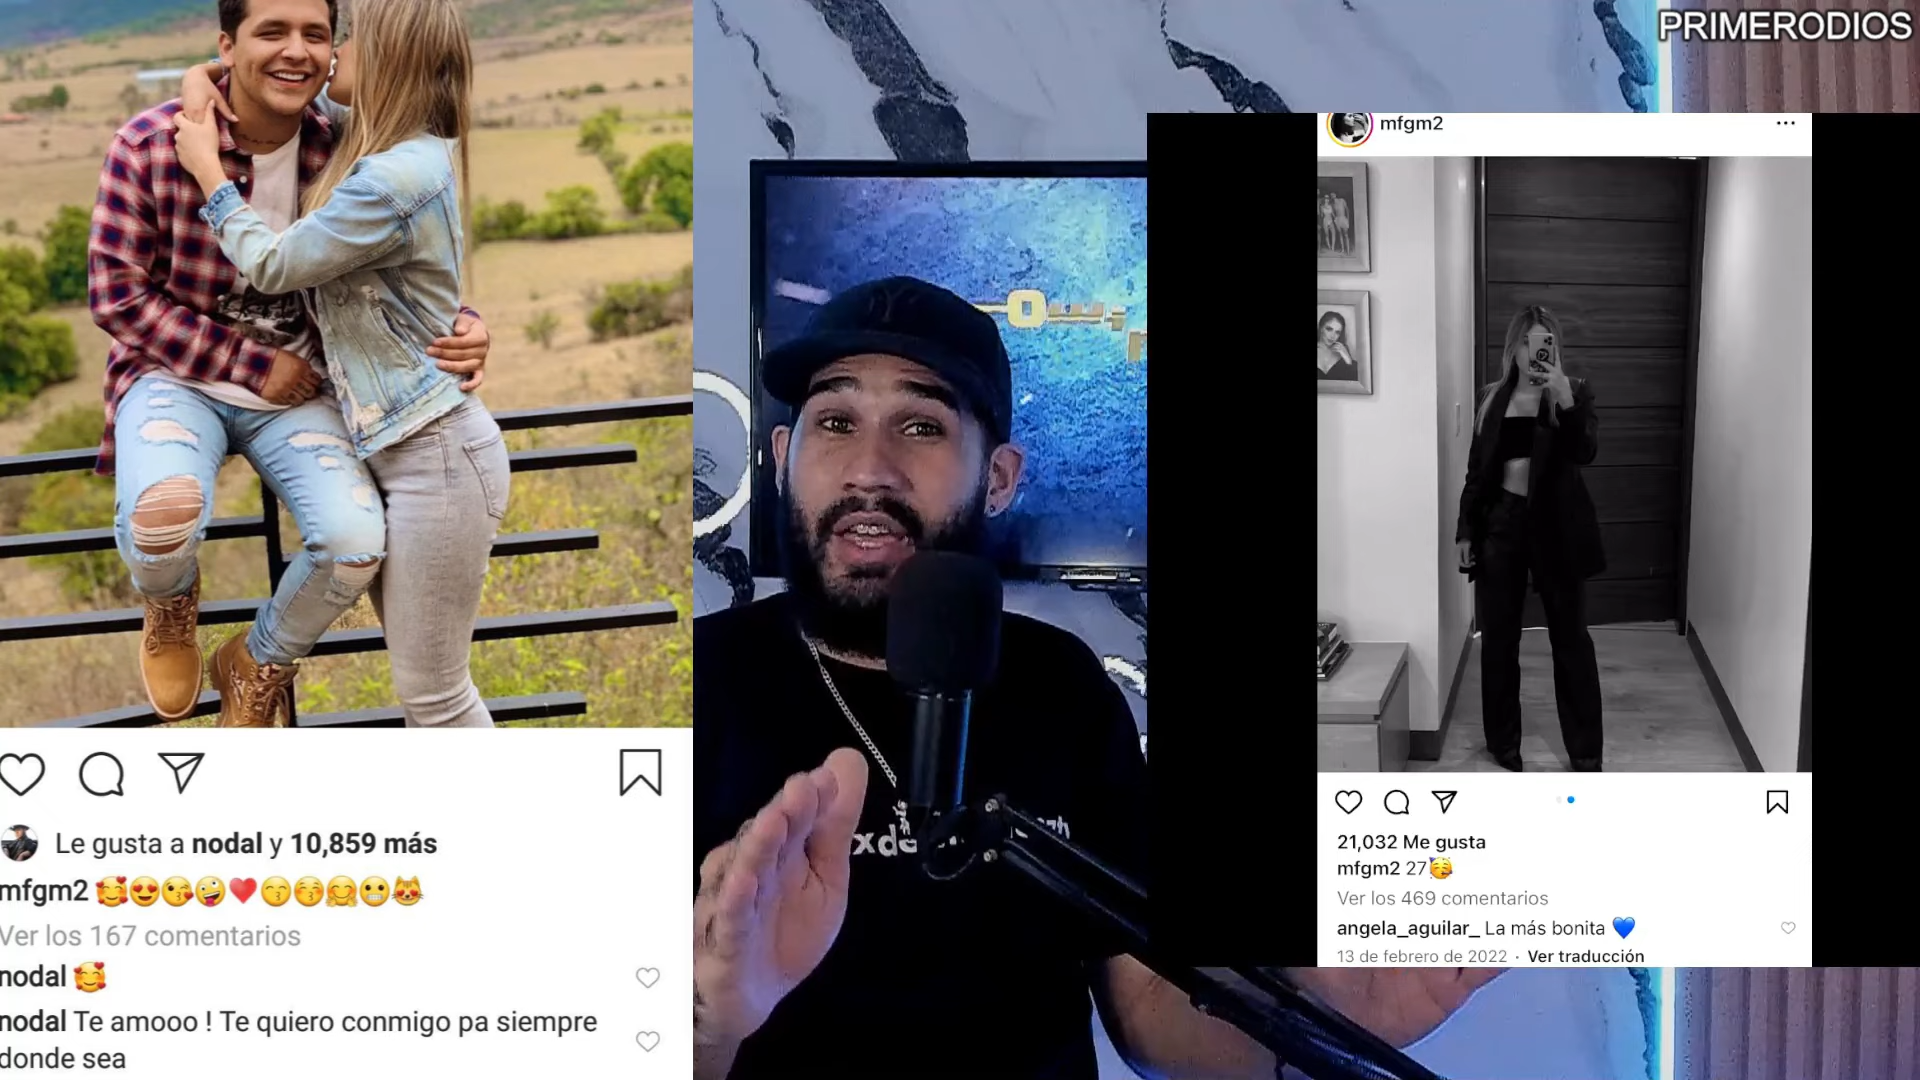 PRIMERODIOS
mfgm2
Le gusta a nodal y 10,859 más
mfgm2 🥰😍😘🤪❤️😙😚🤗😬😻
Ver los 167 comentarios
nodal 🥰
nodal Te amooo ! Te quiero conmigo pa siempre
donde sea
21,032 Me gusta
mfgm2 27🥳
Ver los 469 comentarios
angela_aguilar_ La más bonita 💙
13 de febrero de 2022 · Ver traducción